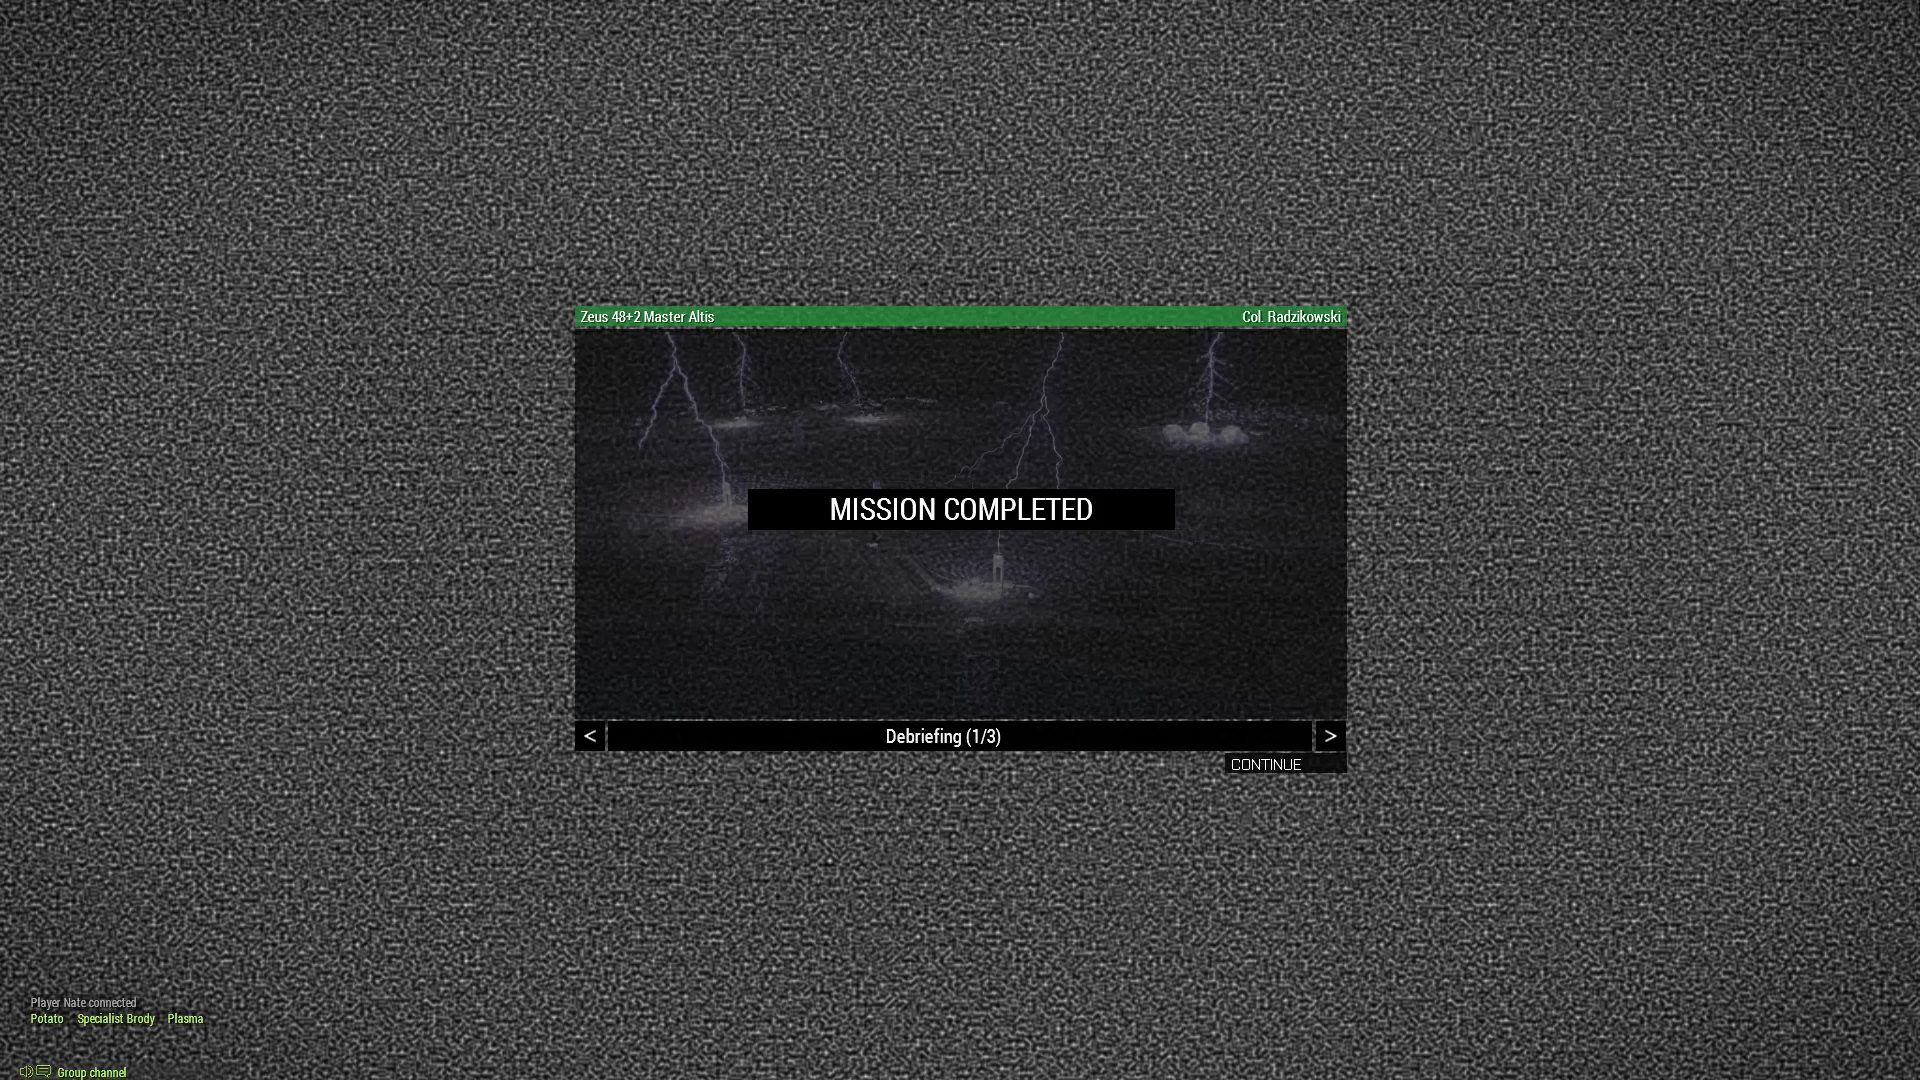 Zeus 48+2 Master Altis Col. Radzikowski
MISSION COMPLETED
< Debriefing (1/3) >
CONTINUE
Player Nate connected
Potato Specialist Brody Plasma
Group channel